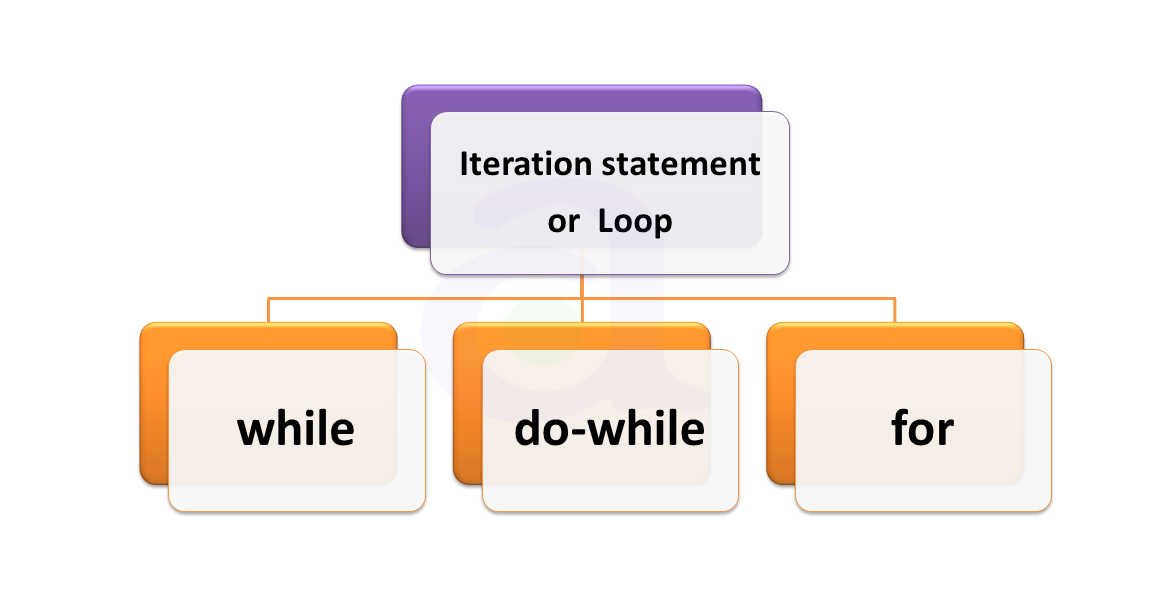 Iteration statement
or Loop
while
do-while
for